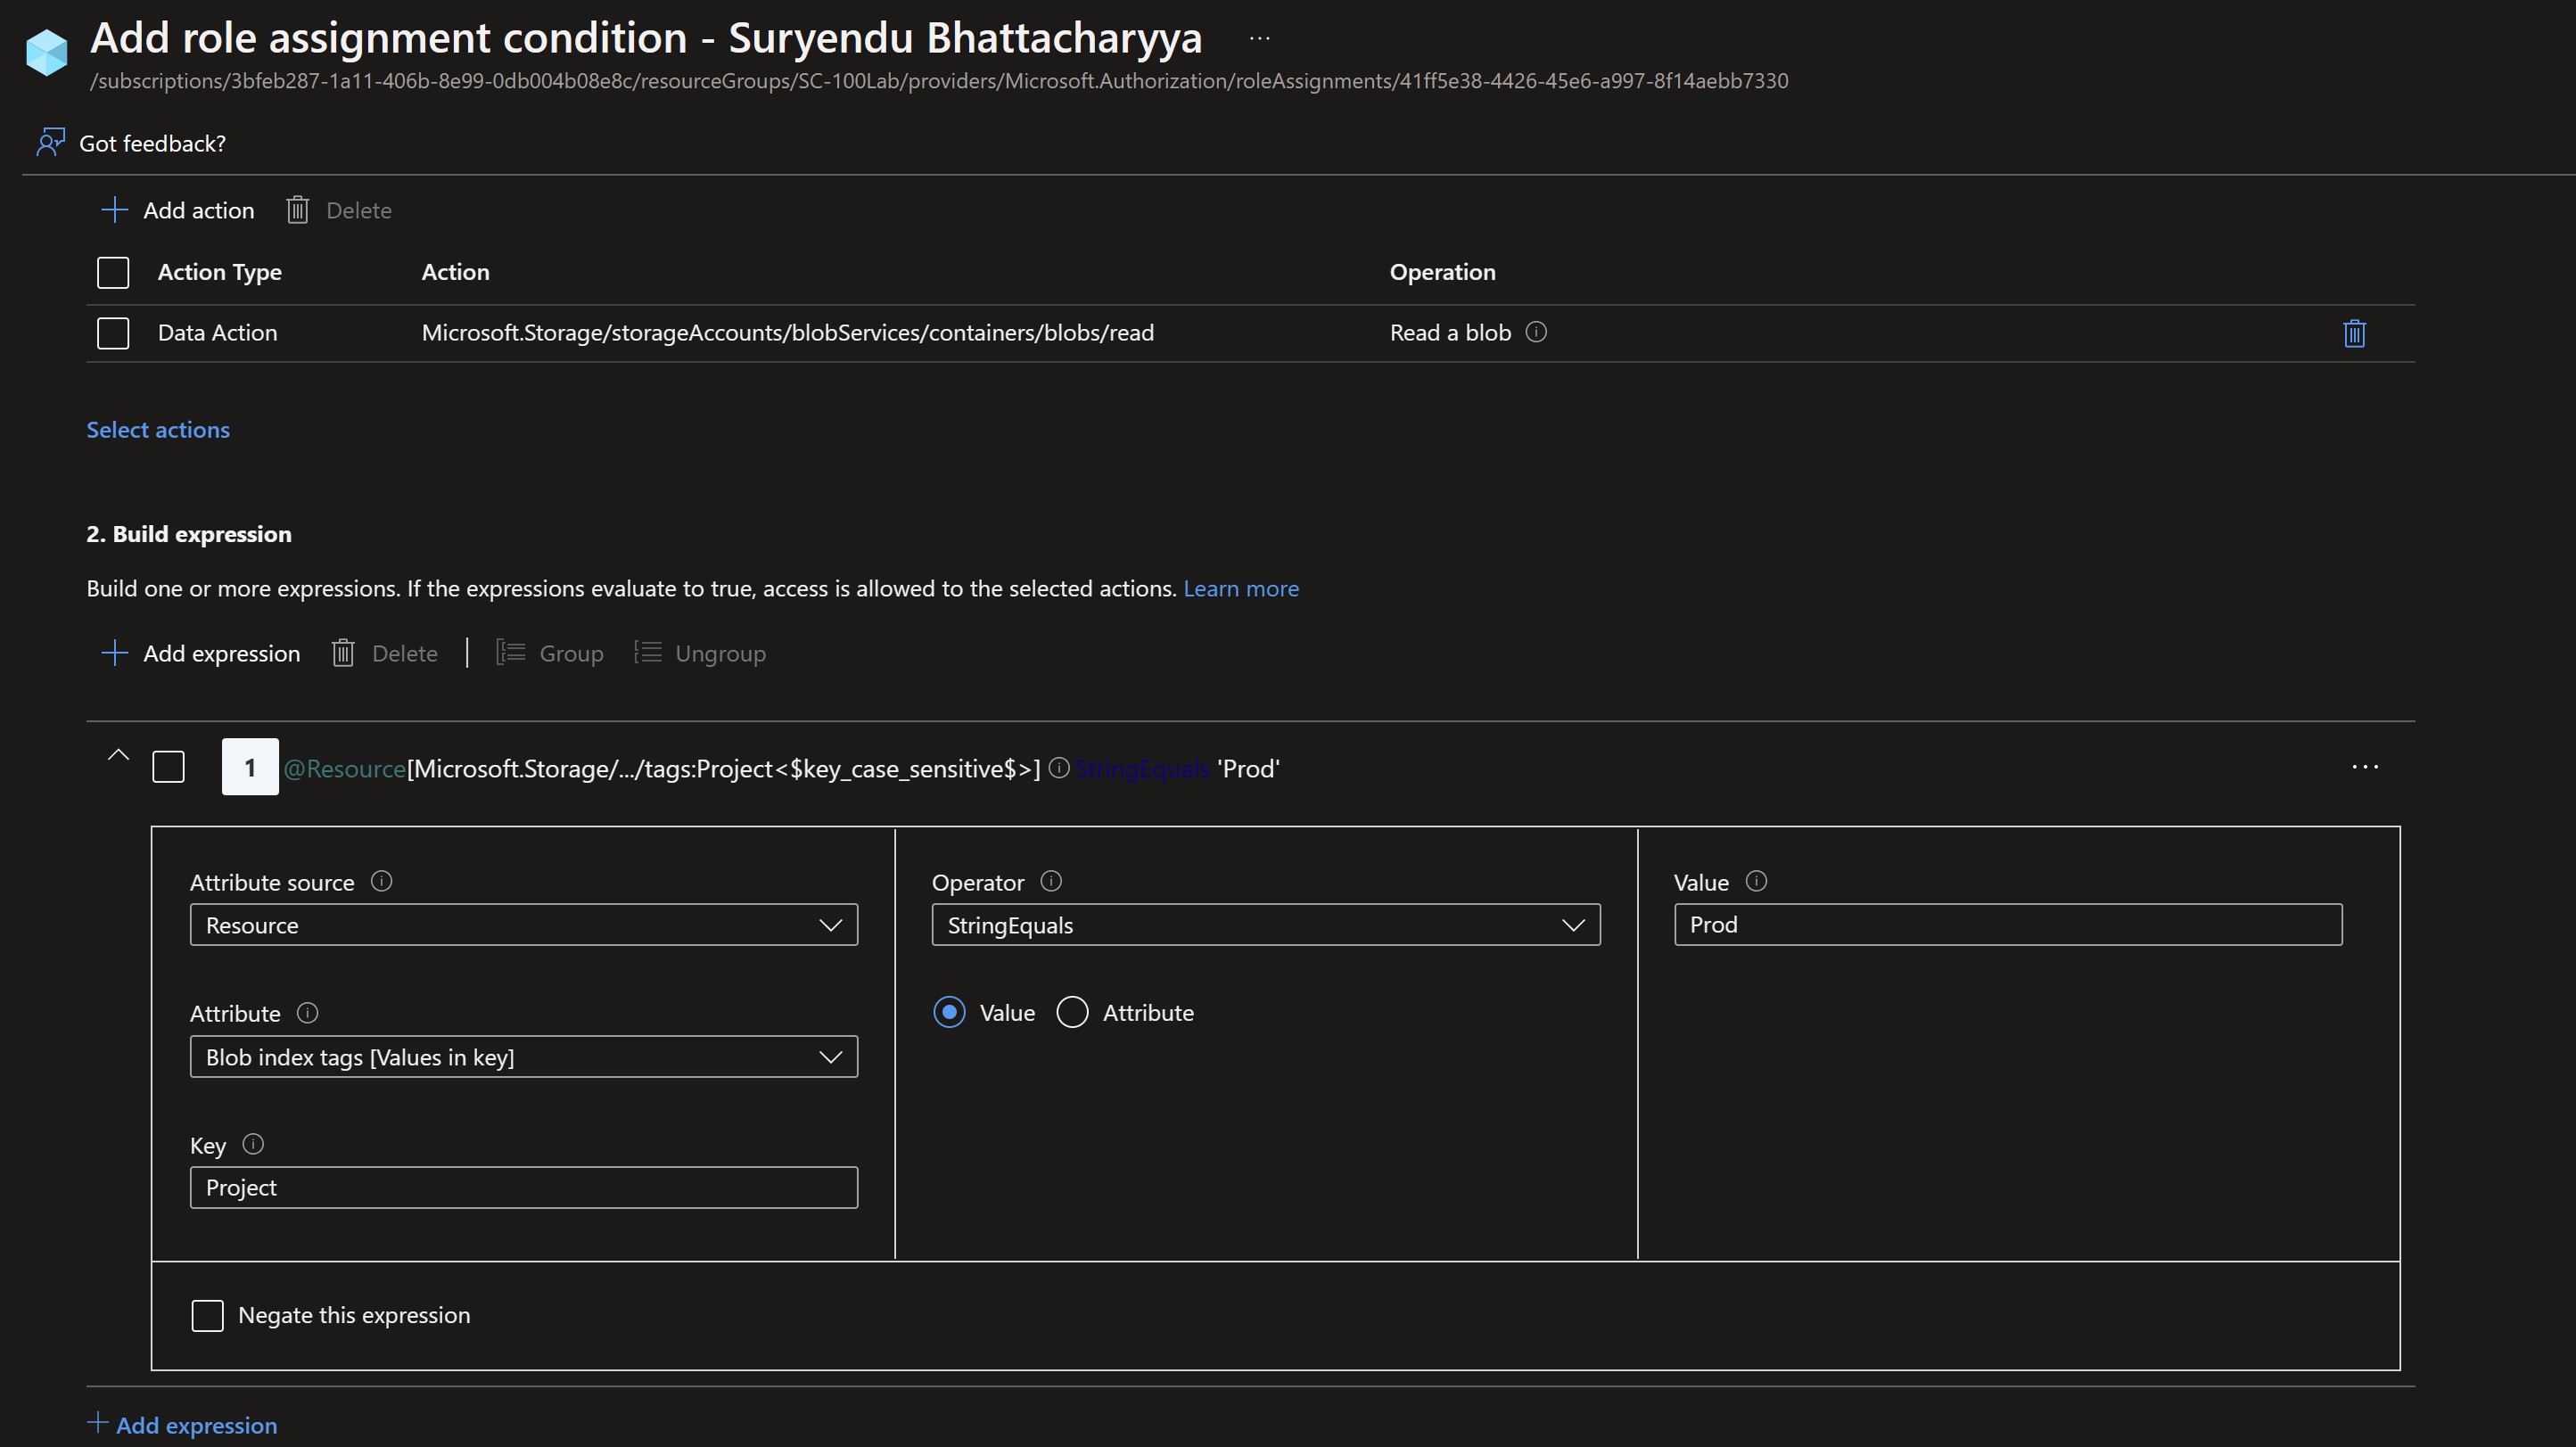 Add role assignment condition - Suryendu Bhattacharyya ...
/subscriptions/3bfeb287-1a11-406b-8e99-0db004b08e8c/resourceGroups/SC-100Lab/providers/Microsoft.Authorization/roleAssignments/41ff5e38-4426-45e6-a997-8f14aebb7330
Got feedback?
Add action Delete
Action Type Action Operation
Data Action Microsoft.Storage/storageAccounts/blobServices/containers/blobs/read Read a blob
Select actions
2. Build expression
Build one or more expressions. If the expressions evaluate to true, access is allowed to the selected actions. Learn more
Add expression Delete | Group Ungroup
1 @Resource[Microsoft.Storage/.../tags:Project<$key_case_sensitive$>] StringEquals 'Prod' ...
Attribute source Operator Value
Resource StringEquals Prod
Attribute Value Attribute
Blob index tags [Values in key]
Key
Project
Negate this expression
Add expression